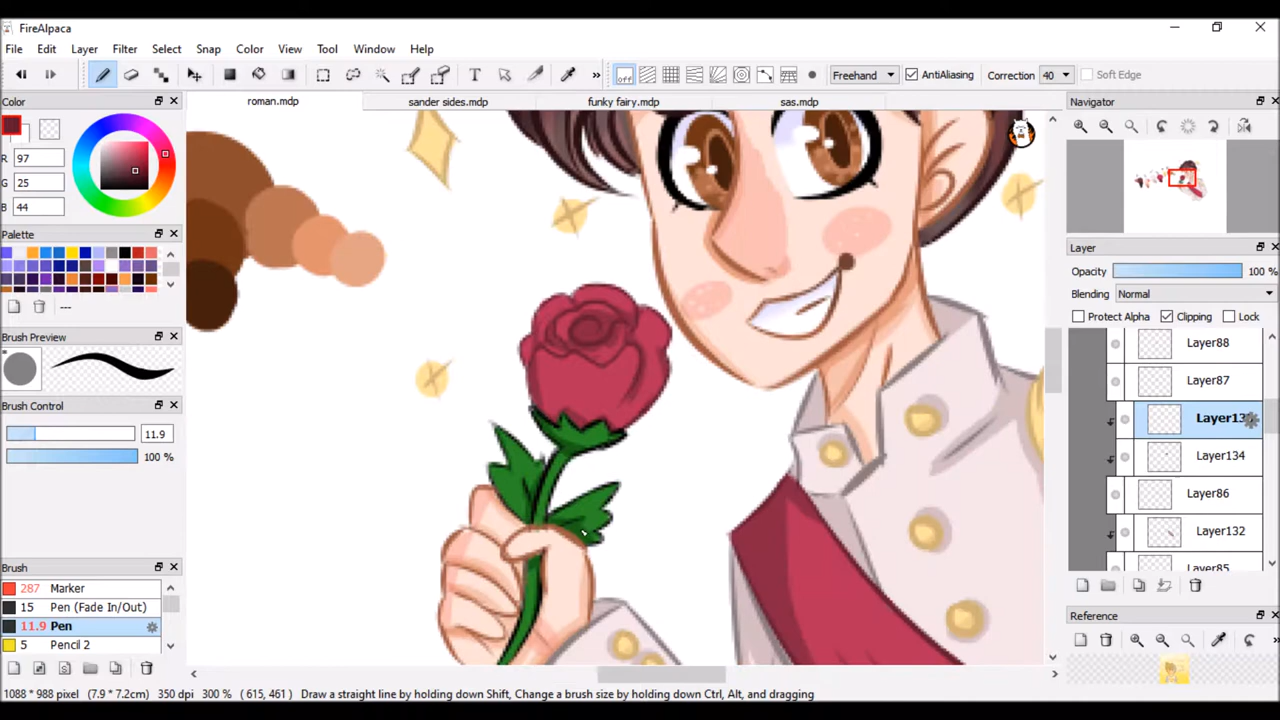 FireAlpaca
File Edit Layer Filter Select Snap Color View Tool Window Help
Freehand AntiAliasing Correction 40 Soft Edge
Color roman.mdp sander sides.mdp funky fairy.mdp sas.mdp Navigator
R 97
G 25
B 44
Palette
---
Brush Preview
Brush Control
11.9
100 %
Brush
287 Marker
15 Pen (Fade In/Out)
11.9 Pen
5 Pencil 2
off
Layer
Opacity 100 %
Blending Normal
Protect Alpha Clipping Lock
Layer88
Layer87
Layer134
Layer86
Layer132
Layer85
Reference
1088 * 988 pixel (7.9 * 7.2cm) 350 dpi 300 % ( 615, 461 ) Draw a straight line by holding down Shift, Change a brush size by holding down Ctrl, Alt, and dragging